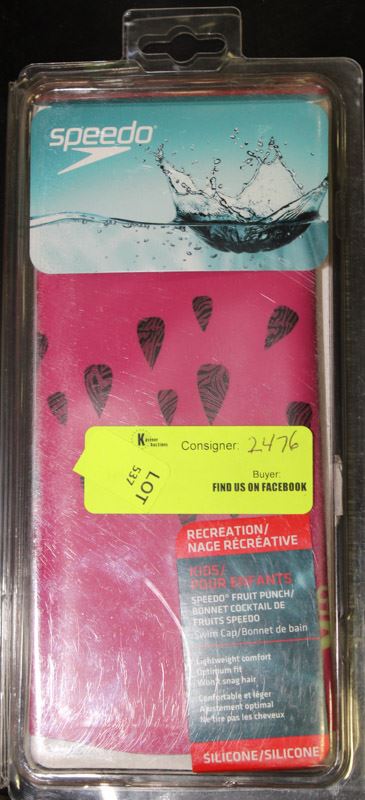 speedo
Kaspar Auctions
Consigner: 2476
LOT
537
Buyer:
FIND US ON FACEBOOK
RECREATION/
NAGE RÉCRÉATIVE
KIDS/
POUR ENFANTS
SPEEDO® FRUIT PUNCH/
BONNET COCKTAIL DE
FRUITS SPEEDO
Swim Cap/Bonnet de bain
Lightweight comfort
Optimum fit
Won't snag hair
Confortable et léger
Ajustement optimal
Ne tire pas les cheveux
SILICONE/SILICONE